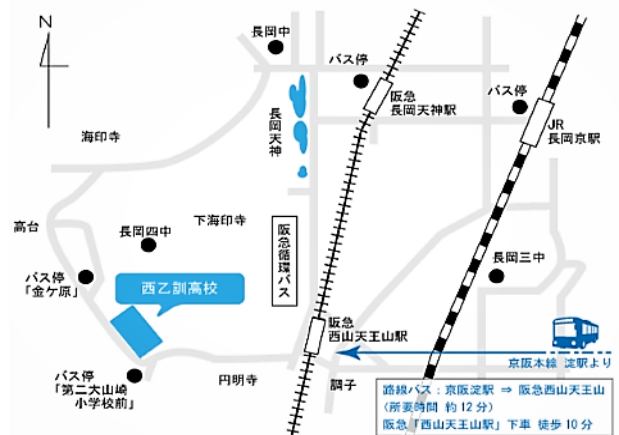 N
長岡中
バス停
阪急
長岡天神駅
バス停
JR
長岡京駅
長岡天神
海印寺
下海印寺
高台
長岡四中
阪急循環バス
長岡三中
バス停
「金ケ原」
西乙訓高校
阪急
西山天王山駅
京阪本線 淀駅より
バス停
「第二大山崎
小学校前」
円明寺
調子
路線バス：京阪淀駅 ⇒ 阪急西山天王山
（所要時間 約12分）
阪急「西山天王山駅」下車 徒歩10分